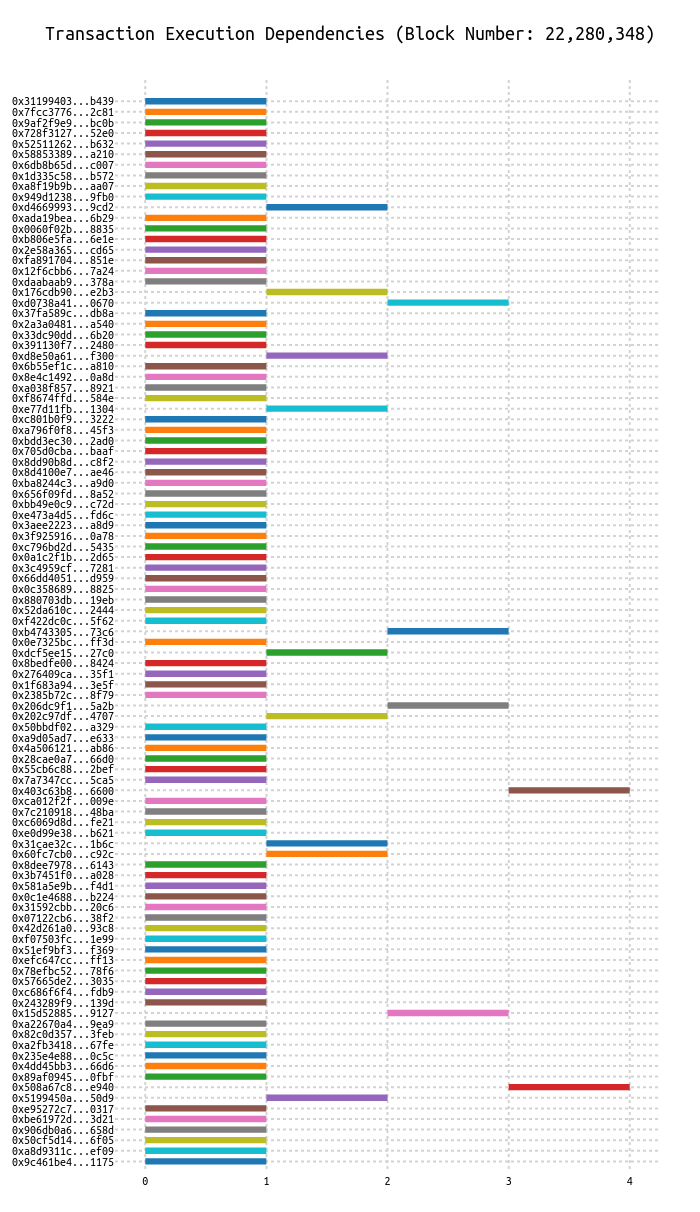 Transaction Execution Dependencies (Block Number: 22,280,348)
0x31199403...b439
0x7fcc3776...2c81
0x9af2f9e9...bc0b
0x728f3127...52e0
0x52511262...b632
0x58853389...a210
0x6db8b65d...c007
0x1d335c58...b572
0xa8f19b9b...aa07
0x949d1238...9fb0
0xd4669993...9cd2
0xada19bea...6b29
0x0060f02b...8835
0xb806e5fa...6e1e
0x2e58a365...cd65
0xfa891704...851e
0x12f6cbb6...7a24
0xdaabaab9...378a
0x176cdb90...e2b3
0xd0738a41...0670
0x37fa589c...db8a
0x2a3a0481...a540
0x33dc90dd...6b20
0x391130f7...2480
0xd8e50a61...f300
0x6b55ef1c...a810
0x8e4c1492...0a8d
0xa038f857...8921
0xf8674ffd...584e
0xe77d11fb...1304
0xc801b0f9...3222
0xa796f0f8...45f3
0xbdd3ec30...2ad0
0x705d0cba...baaf
0x8dd90b8d...c8f2
0x8d4100e7...ae46
0xba8244c3...a9d0
0x656f09fd...8a52
0xbb49e0c9...c72d
0xe473a4d5...fd6c
0x3aee2223...a8d9
0x3f925916...0a78
0xc796bd2d...5435
0x0a1c2f1b...2d65
0x3c4959cf...7281
0x66dd4051...d959
0x0c358689...8825
0x880703db...19eb
0x52da610c...2444
0xf422dc0c...5f62
0xb4743305...73c6
0x0e7325bc...ff3d
0xdcf5ee15...27c0
0x8bedfe00...8424
0x276409ca...35f1
0x1f683a94...3e5f
0x2385b72c...8f79
0x206dc9f1...5a2b
0x202c97df...4707
0x50bbdf02...a329
0xa9d05ad7...e633
0x4a506121...ab86
0x28cae0a7...66d0
0x55cb6c88...2bef
0x7a7347cc...5ca5
0x403c63b8...6600
0xca012f2f...009e
0x7c210918...48ba
0xc6069d8d...fe21
0xe0d99e38...b621
0x31cae32c...1b6c
0x60fc7cb0...c92c
0x8dee7978...6143
0x3b7451f0...a028
0x581a5e9b...f4d1
0x0c1e4688...b224
0x31592cbb...20c6
0x07122cb6...38f2
0x42d261a0...93c8
0xf07503fc...1e99
0x51ef9bf3...f369
0xefc647cc...ff13
0x78efbc52...78f6
0x57665de2...3035
0xc686f6f4...fdb9
0x243289f9...139d
0x15d52885...9127
0xa22670a4...9ea9
0x82c0d357...3feb
0xa2fb3418...67fe
0x235e4e88...0c5c
0x4dd45bb3...66d6
0x89af0945...0fbf
0x508a67c8...e940
0x5199450a...50d9
0xe95272c7...0317
0xbe61972d...3d21
0x906db0a6...658d
0x50cf5d14...6f05
0xa8d9311c...ef09
0x9c461be4...1175
0 1 2 3 4